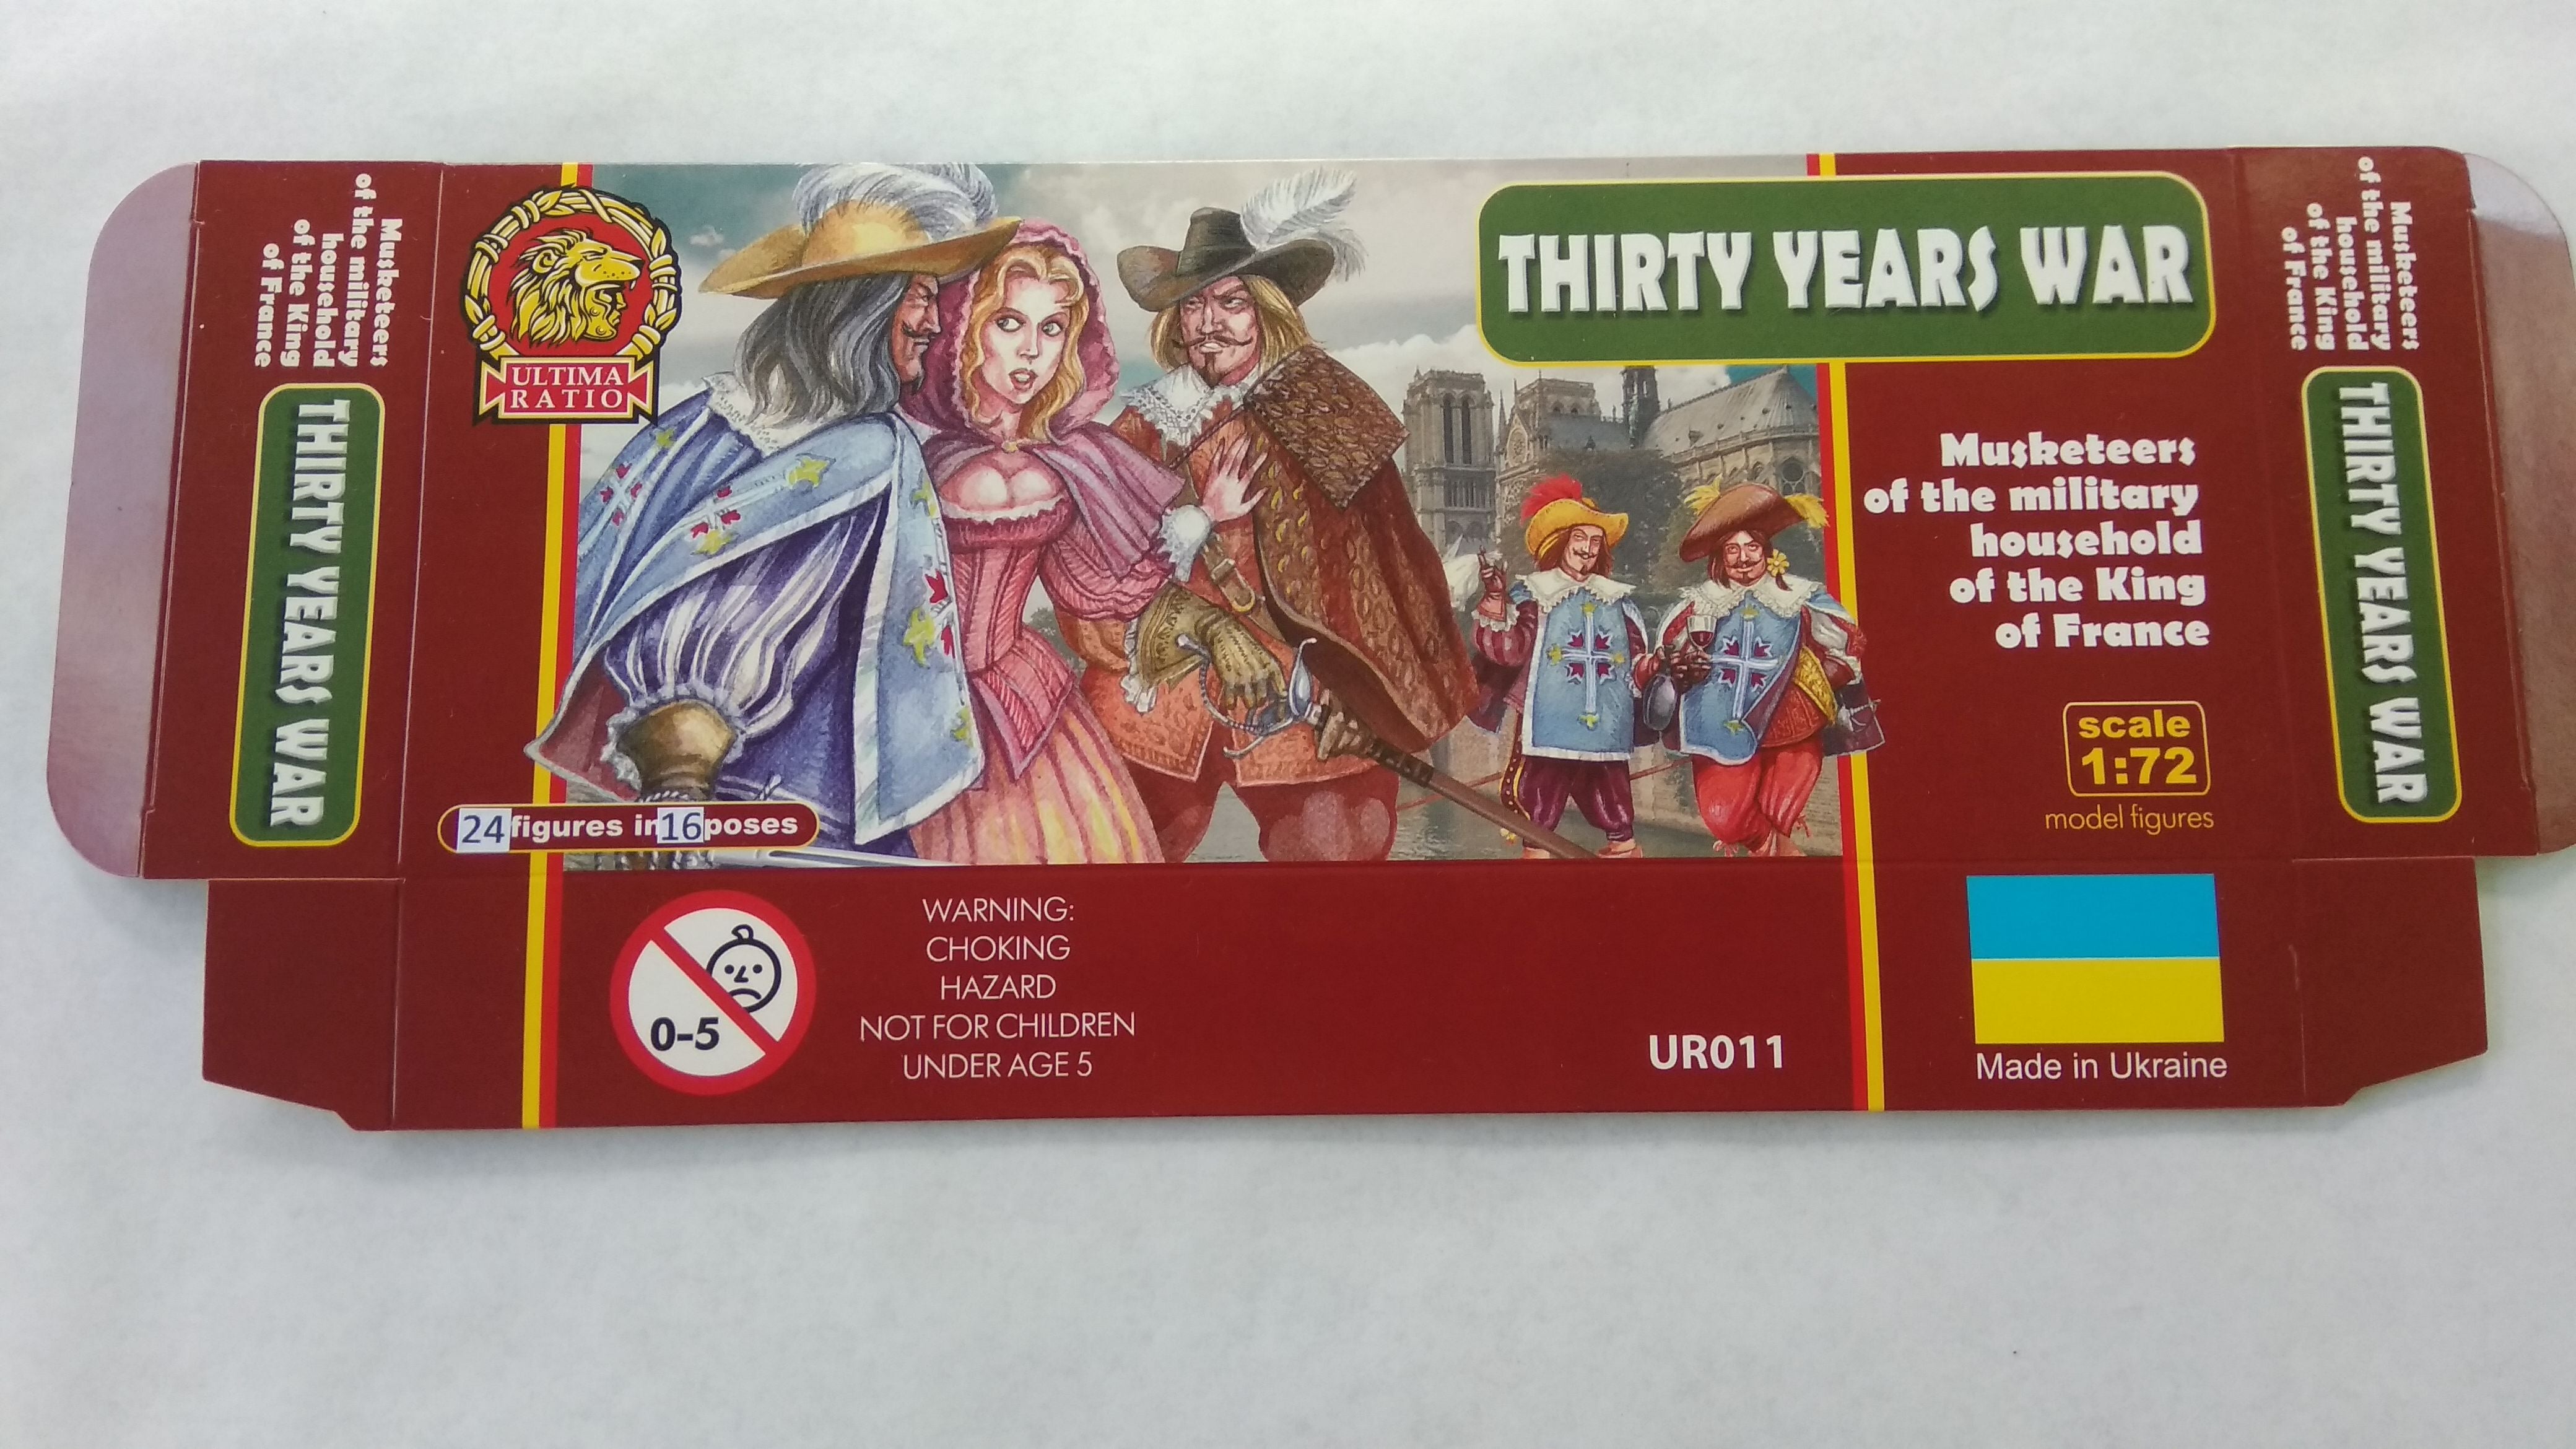 Musketeers
of the military
household
of the King
of France
THIRTY YEARS WAR
ULTIMA
RATIO
THIRTY YEARS WAR
Musketeers
of the military
household
of the King
of France
scale
1:72
model figures
24 figures in 16 poses
0-5
WARNING:
CHOKING
HAZARD
NOT FOR CHILDREN
UNDER AGE 5
UR011
Made in Ukraine
Musketeers
of the military
household
of the King
of France
THIRTY YEARS WAR